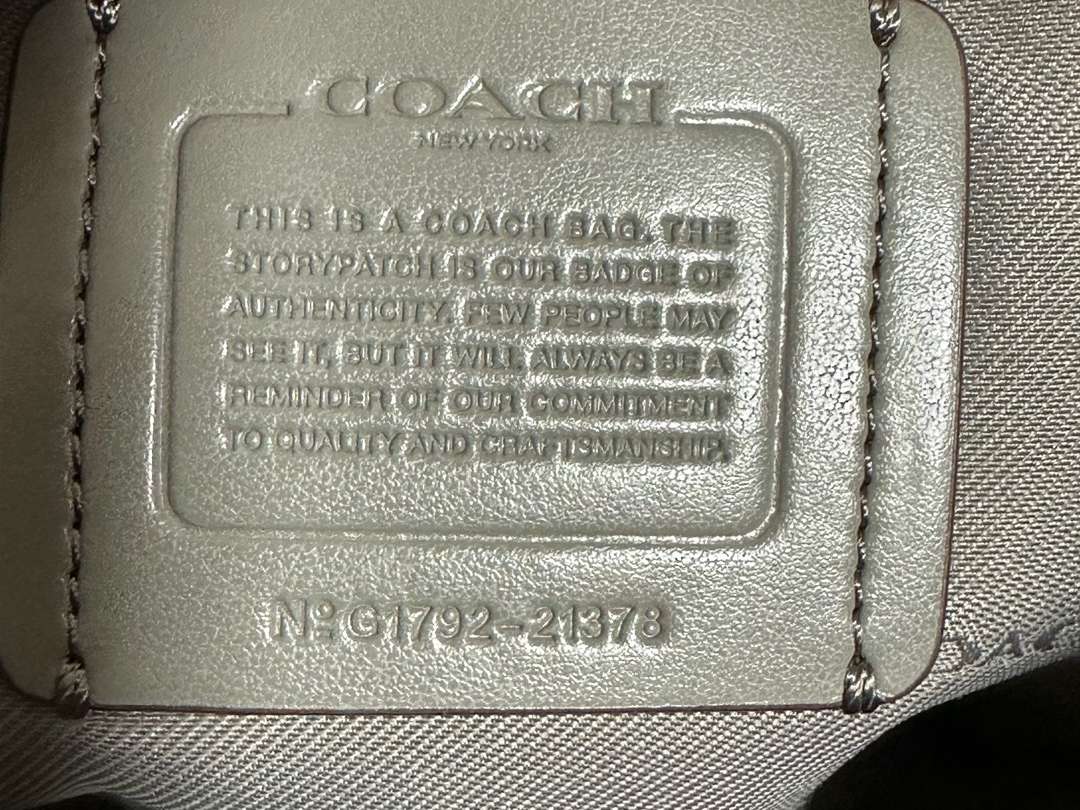 COACH
NEW YORK
THIS IS A COACH BAG. THE
STORYPATCH IS OUR BADGE OF
AUTHENTICITY. FEW PEOPLE MAY
SEE IT, BUT IT WILL ALWAYS BE A
REMINDER OF OUR COMMITMENT
TO QUALITY AND CRAFTSMANSHIP.
Nº G1792-21378